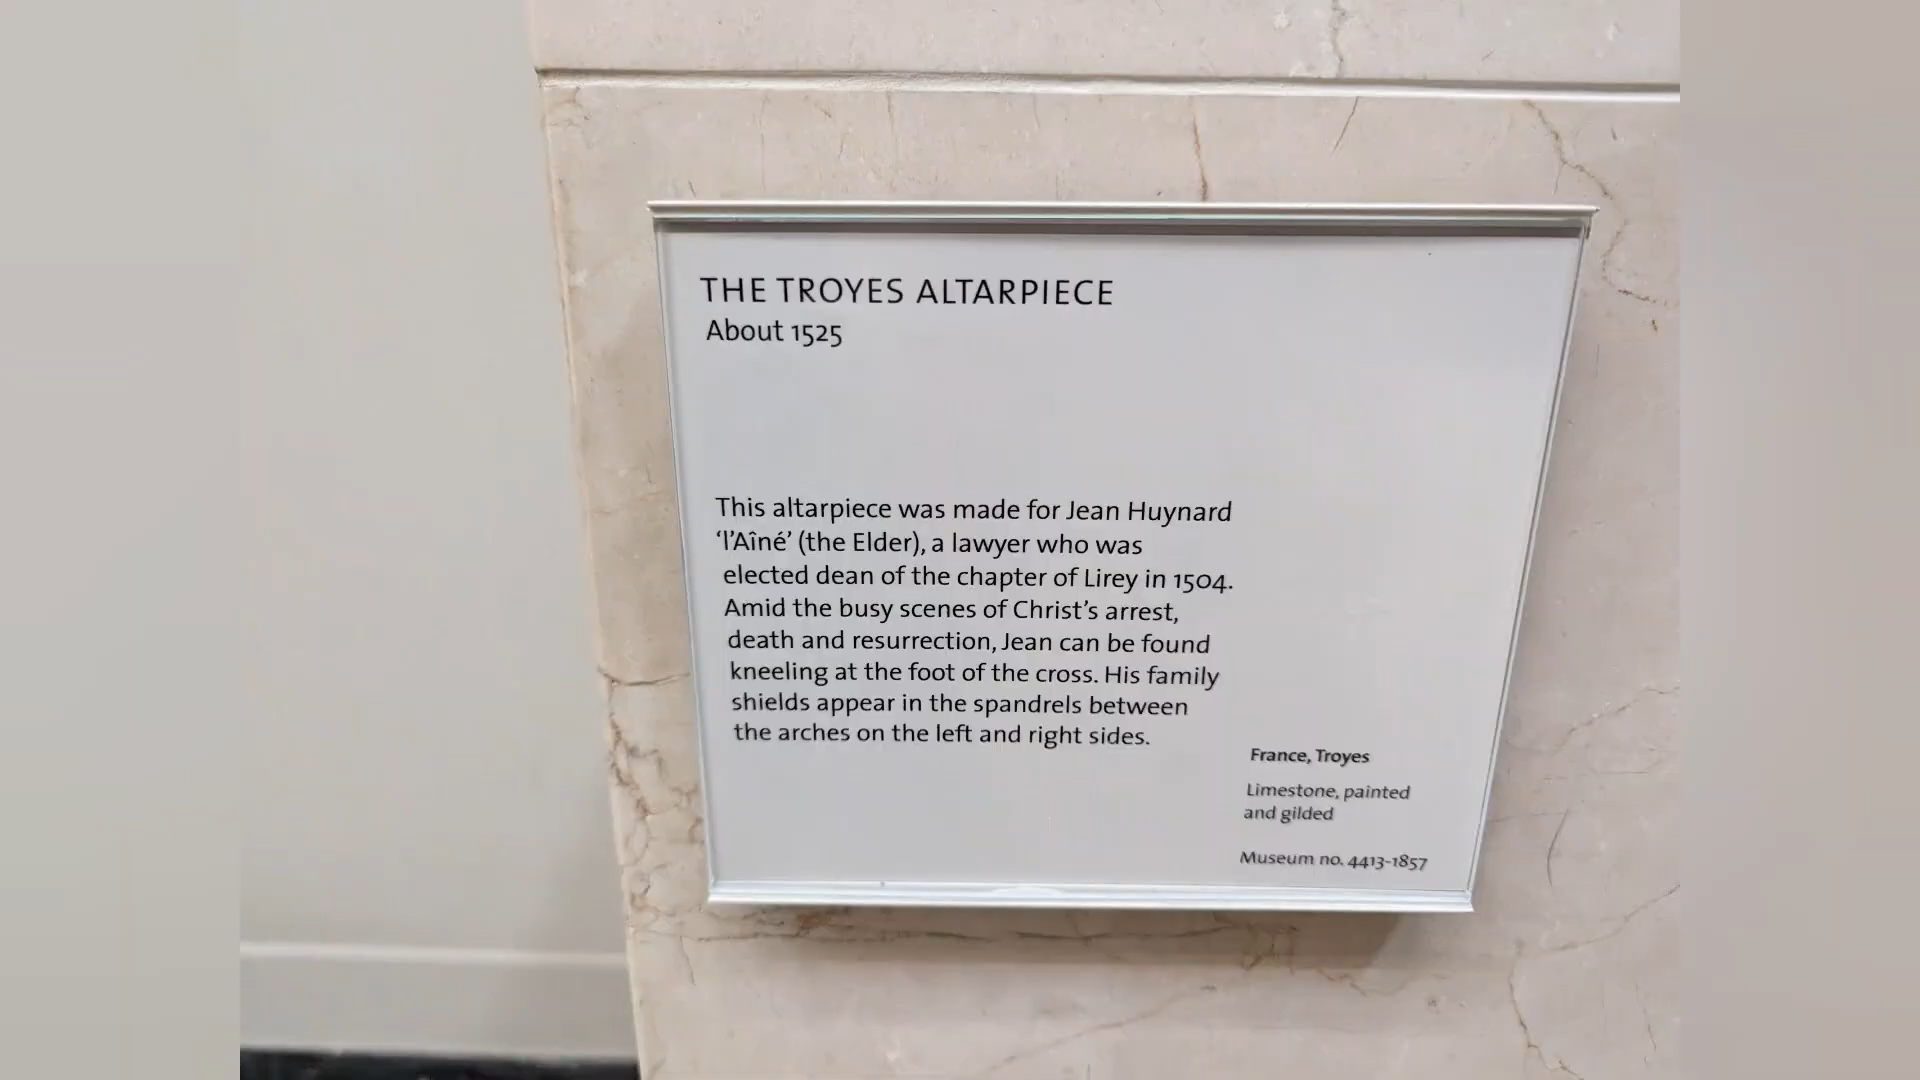 THE TROYES ALTARPIECE
About 1525
This altarpiece was made for Jean Huynard
‘l’Aîné’ (the Elder), a lawyer who was
elected dean of the chapter of Lirey in 1504.
Amid the busy scenes of Christ’s arrest,
death and resurrection, Jean can be found
kneeling at the foot of the cross. His family
shields appear in the spandrels between
the arches on the left and right sides.
France, Troyes
Limestone, painted
and gilded
Museum no. 4413-1857